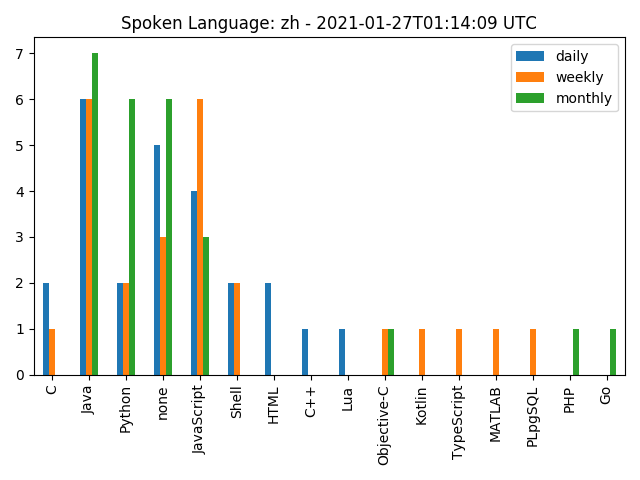 Spoken Language: zh - 2021-01-27T01:14:09 UTC
daily
weekly
monthly
7
6
5
4
3
2
1
0
C
Java
Python
none
JavaScript
Shell
HTML
C++
Lua
Objective-C
Kotlin
TypeScript
MATLAB
PLpgSQL
PHP
Go